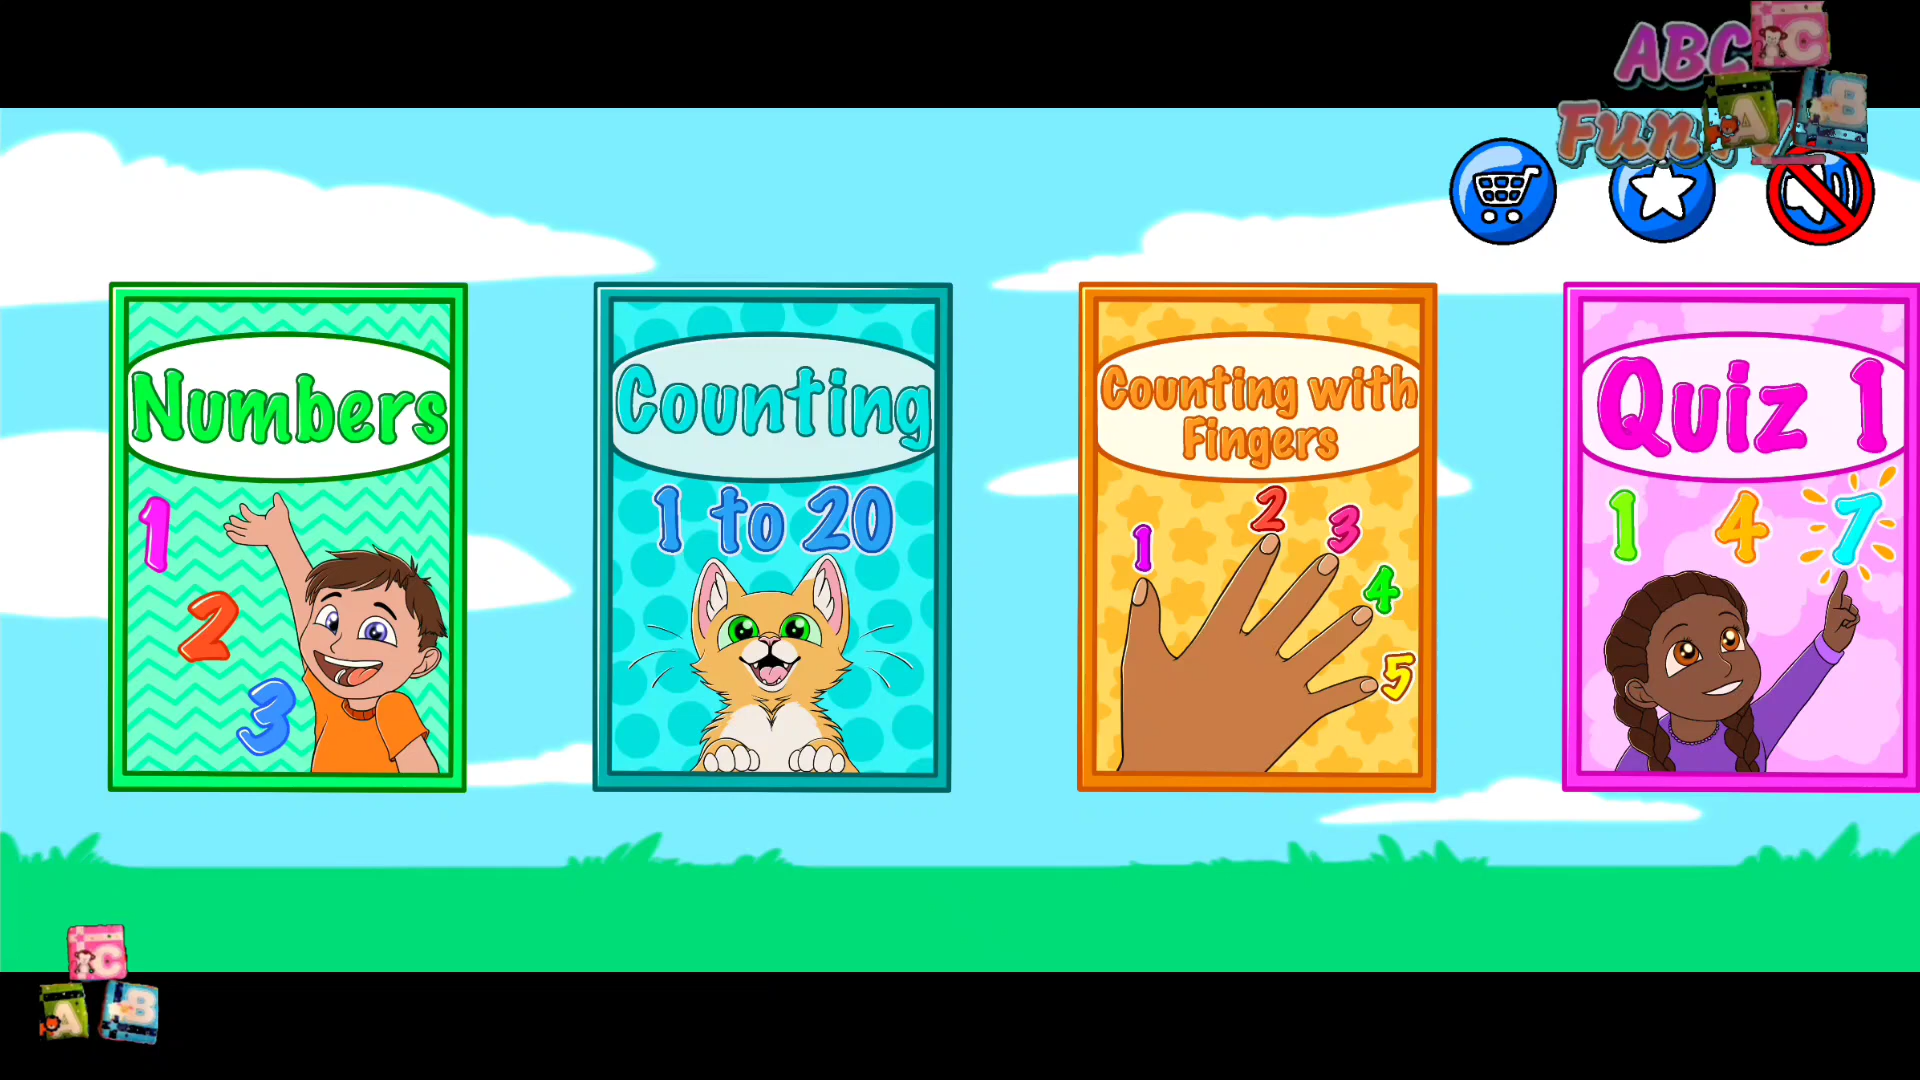 ABC
C
A
B
Fun
Numbers
1
2
3
Counting
1 to 20
Counting with
Fingers
1
2
3
4
5
Quiz 1
1 4 7
C
A
B